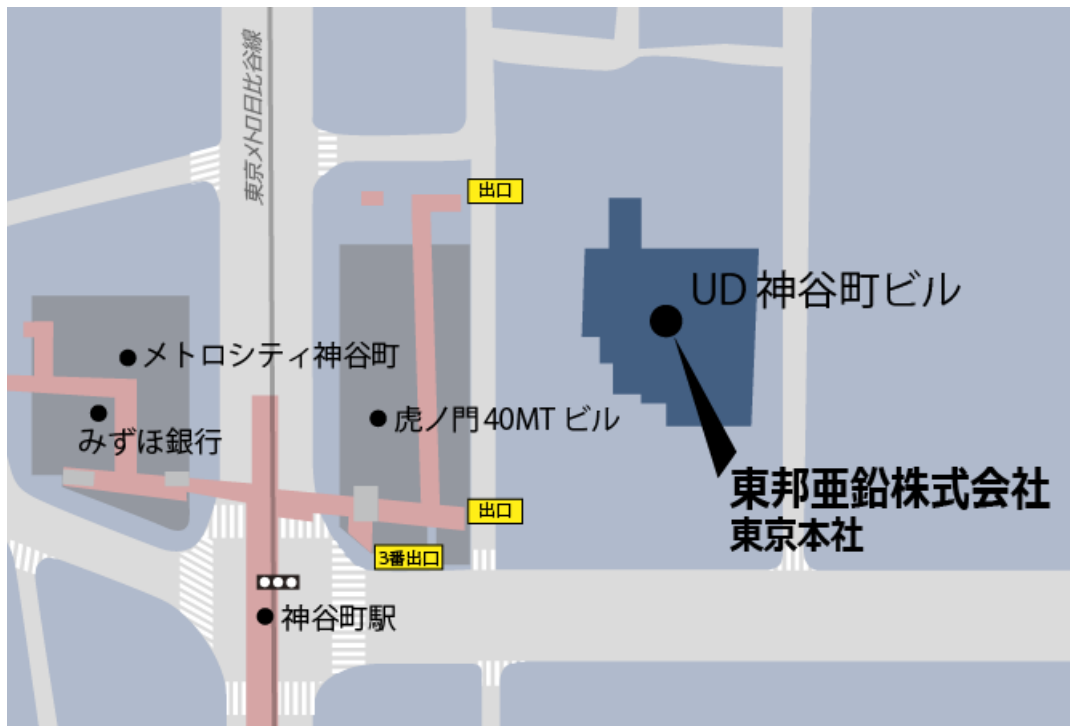 東京メトロ日比谷線
出口
UD 神谷町ビル
メトロシティ神谷町
虎ノ門40MT ビル
みずほ銀行
東邦亜鉛株式会社
東京本社
出口
3番出口
神谷町駅